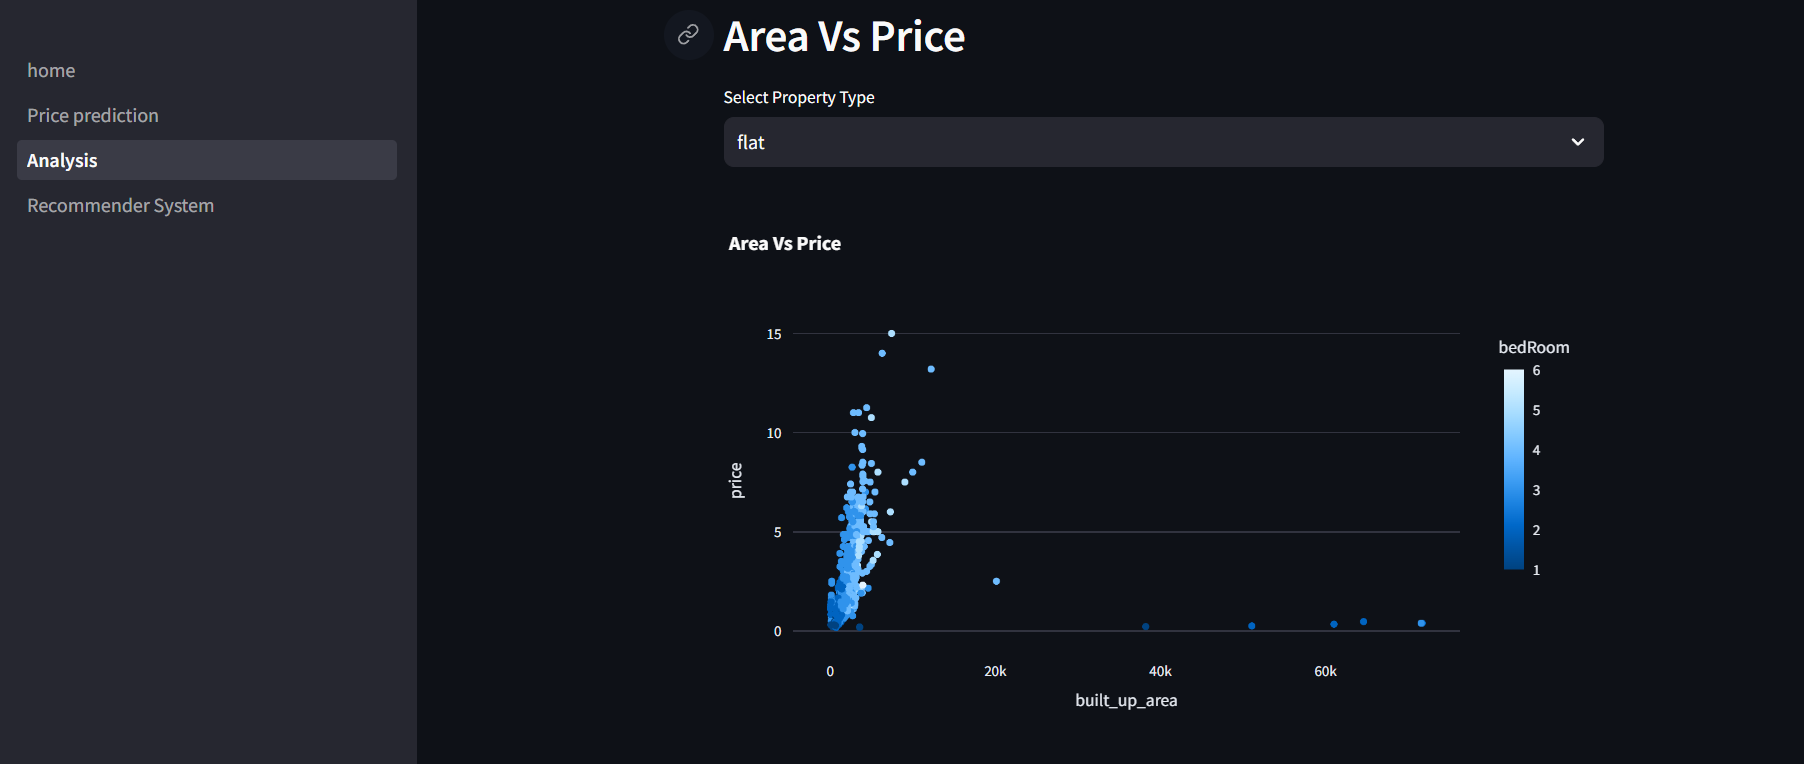 home
Price prediction
Analysis
Recommender System
Area Vs Price
Select Property Type
flat
Area Vs Price
15
10
5
0
price
0 20k 40k 60k
built_up_area
bedRoom
6
5
4
3
2
1